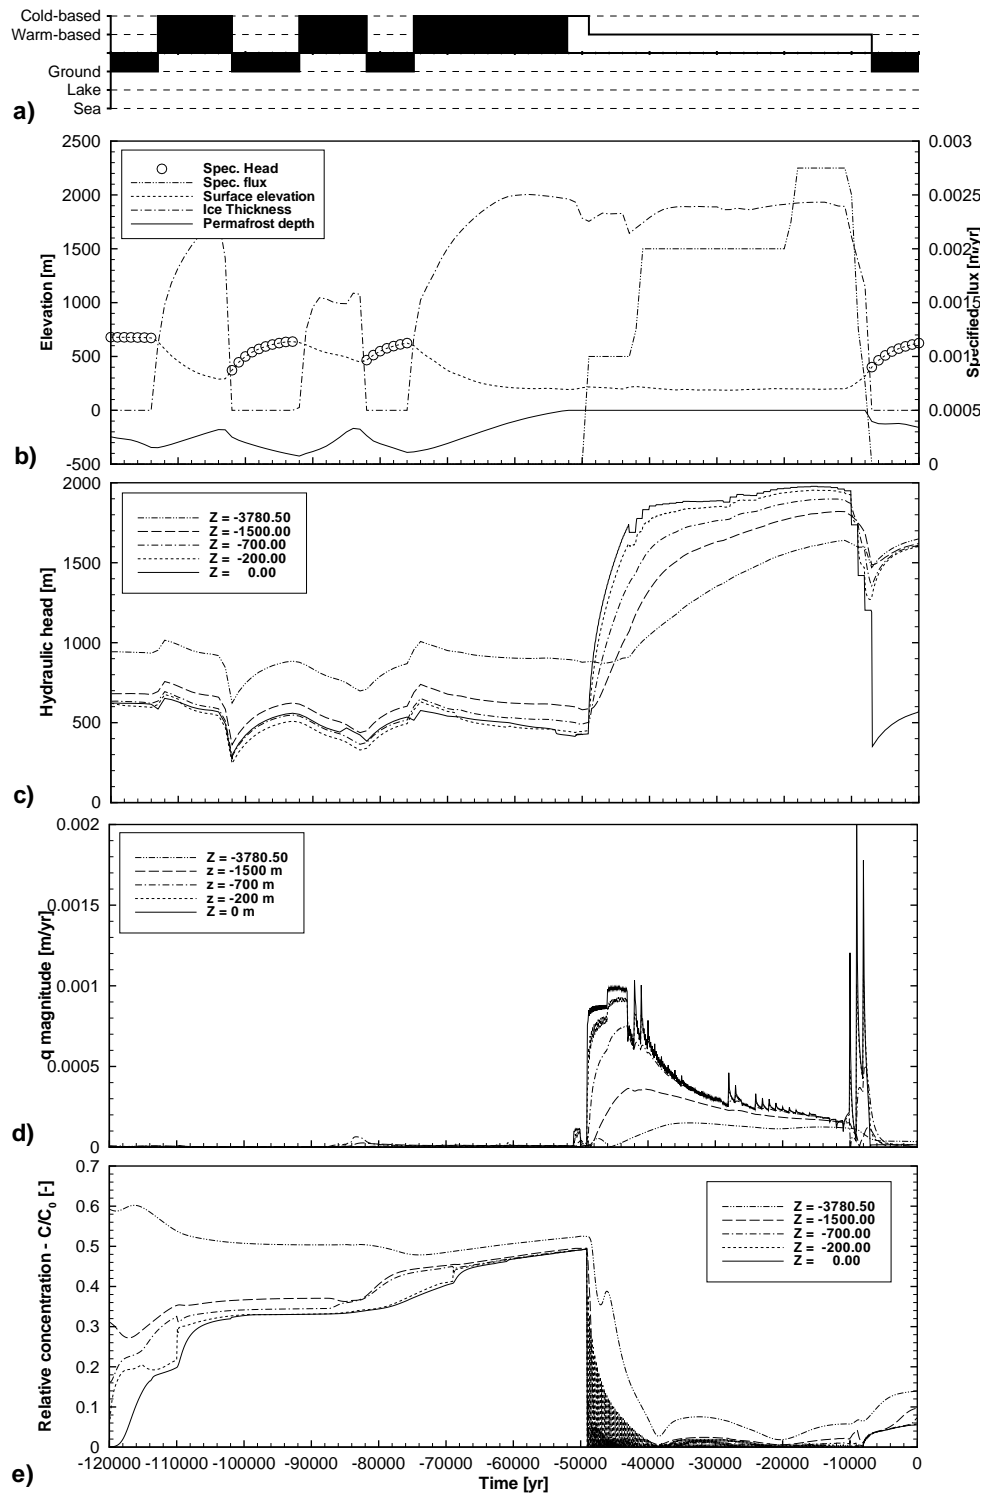 Cold-based
Warm-based
Ground
Lake
Sea
a)
2500
2000
1500
1000
500
0
-500
Elevation [m]
Spec. Head
Spec. flux
Surface elevation
Ice Thickness
Permafrost depth
0.003
0.0025
0.002
0.0015
0.001
0.0005
0
b)
2000
1500
1000
500
0
Hydraulic head [m]
Z = -3780.50
Z = -1500.00
Z = -700.00
Z = -200.00
Z = 0.00
c)
0.002
0.0015
0.001
0.0005
0
q magnitude [m/yr]
Z = -3780.50
z = -1500 m
z = -700 m
z = -200 m
Z = 0 m
d)
0.7
0.6
0.5
0.4
0.3
0.2
0.1
0
Relative concentration - C/C0 [-]
Z = -3780.50
Z = -1500.00
Z = -700.00
Z = -200.00
Z = 0.00
-120000 -110000 -100000 -90000 -80000 -70000 -60000 -50000 -40000 -30000 -20000 -10000 0
Time [yr]
e)